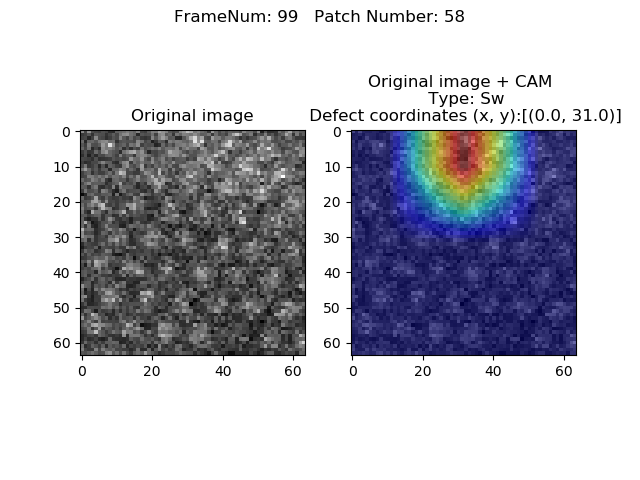 FrameNum: 99   Patch Number: 58
Original image
Original image + CAM
Type: Sw
Defect coordinates (x, y):[(0.0, 31.0)]
0
10
20
30
40
50
60
0 20 40 60
0
10
20
30
40
50
60
0 20 40 60